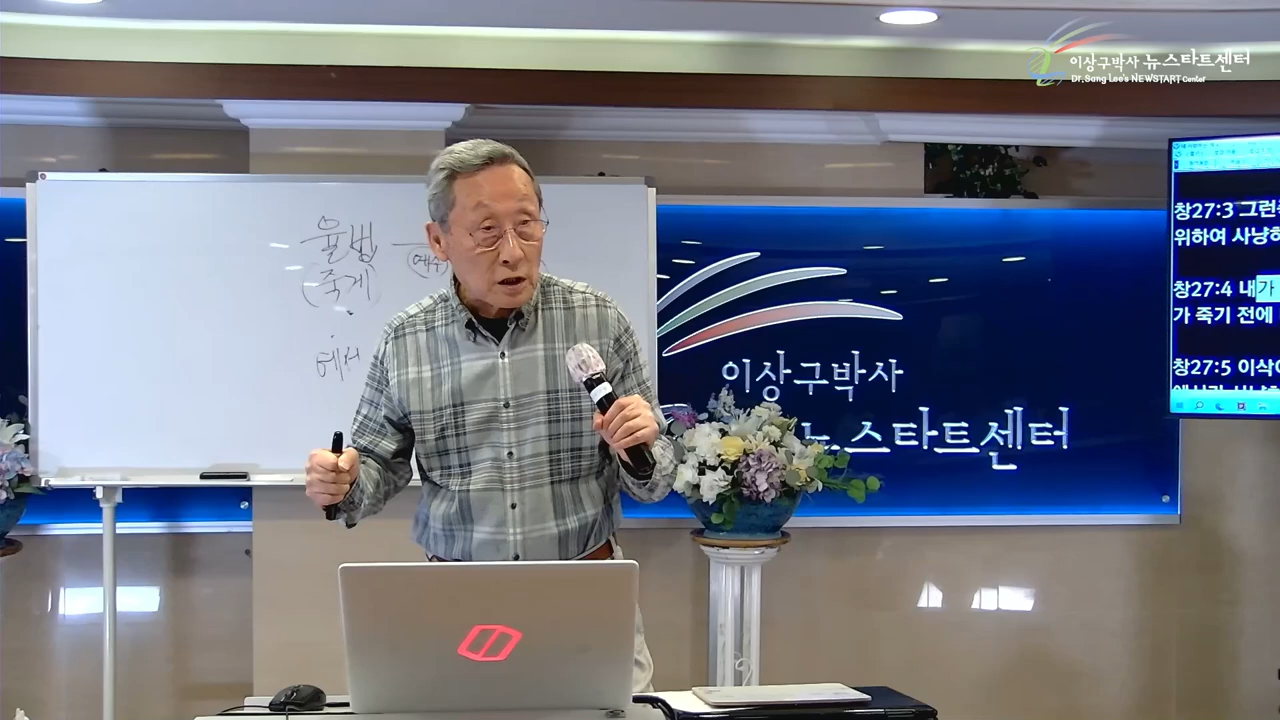 이상구박사 뉴스타트센터
Dr. Sang Lee's NEWSTART Center
율법
(죽게)
예수
에서
이상구박사
뉴스타트센터
창27:3 그런
위하여 사냥하
창27:4 내가
가 죽기 전에
창27:5 이삭이